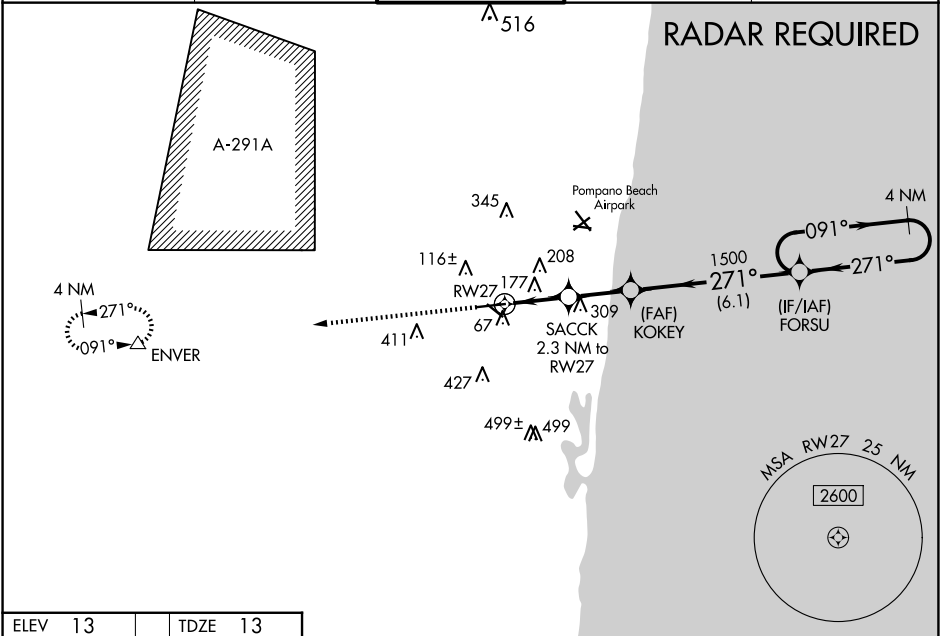 516
RADAR REQUIRED
A-291A
345
Pompano Beach
Airpark
4 NM
091°
116±
208
177
RW27
1500
271°
(6.1)
271°
4 NM
271°
091°
ENVER
67
309
411
SACCK
2.3 NM to
RW27
(FAF)
KOKEY
(IF/IAF)
FORSU
427
499±
499
MSA RW27 25 NM
2600
ELEV 13
TDZE 13